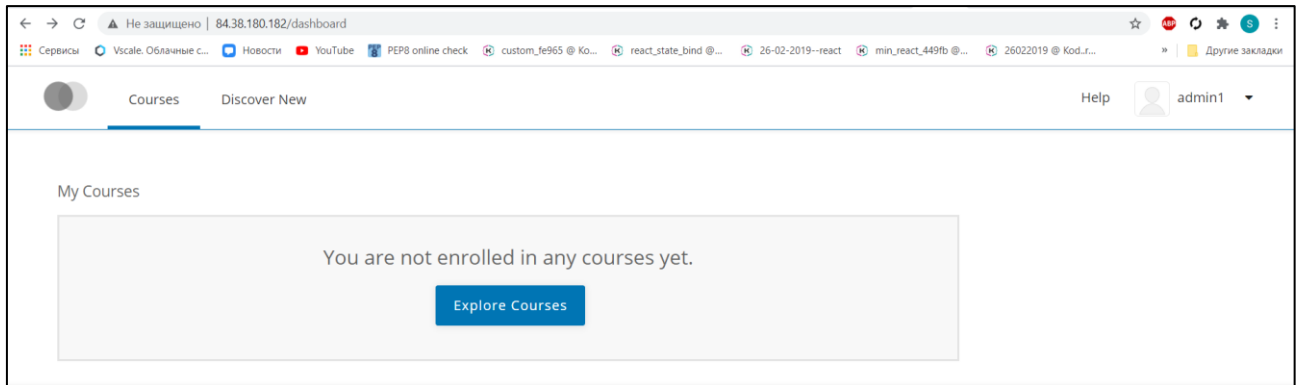 Не защищено | 84.38.180.182/dashboard
ABP S
Сервисы Vscale. Облачные с... Новости YouTube PEP8 online check custom_fe965 @ Ko... react_state_bind @... 26-02-2019--react min_react_449fb @... 26022019 @ Kod..r... » Другие закладки
Courses Discover New Help admin1
My Courses
You are not enrolled in any courses yet.
Explore Courses